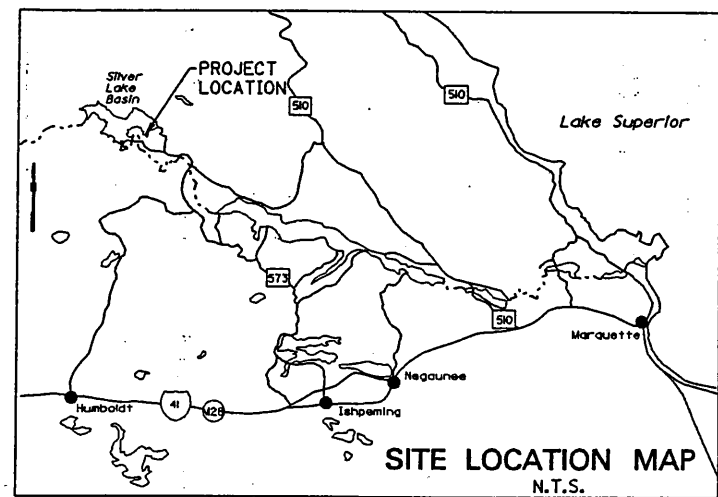 Silver
Lake
Basin
PROJECT
LOCATION
510
510
Lake Superior
573
510
Marquette
Negaunee
Humboldt
41
M28
Ishpeming
SITE LOCATION MAP
N.T.S.